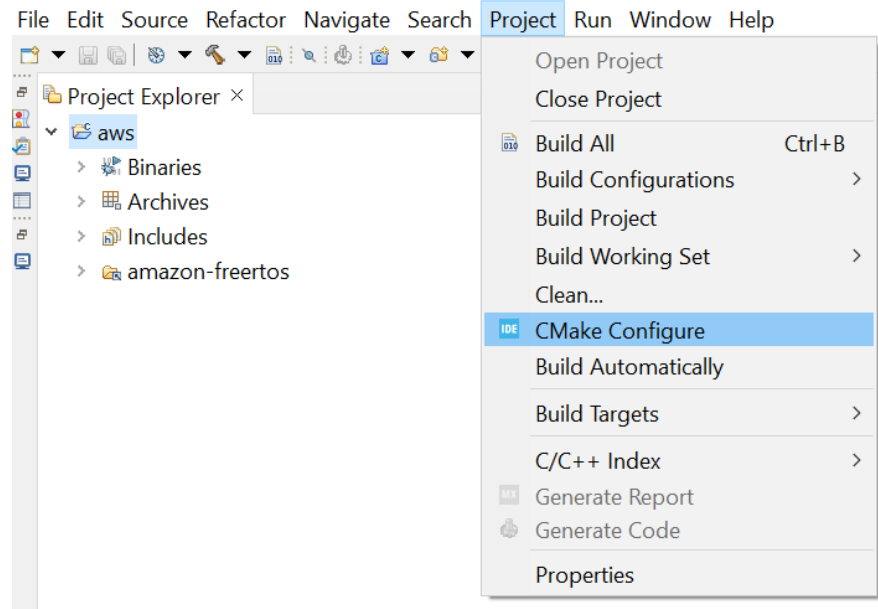 File Edit Source Refactor Navigate Search Project Run Window Help
Project Explorer
aws
Binaries
Archives
Includes
amazon-freertos
Open Project
Close Project
010 Build All Ctrl+B
Build Configurations
Build Project
Build Working Set
Clean...
IDE CMake Configure
Build Automatically
Build Targets
C/C++ Index
MX Generate Report
Generate Code
Properties